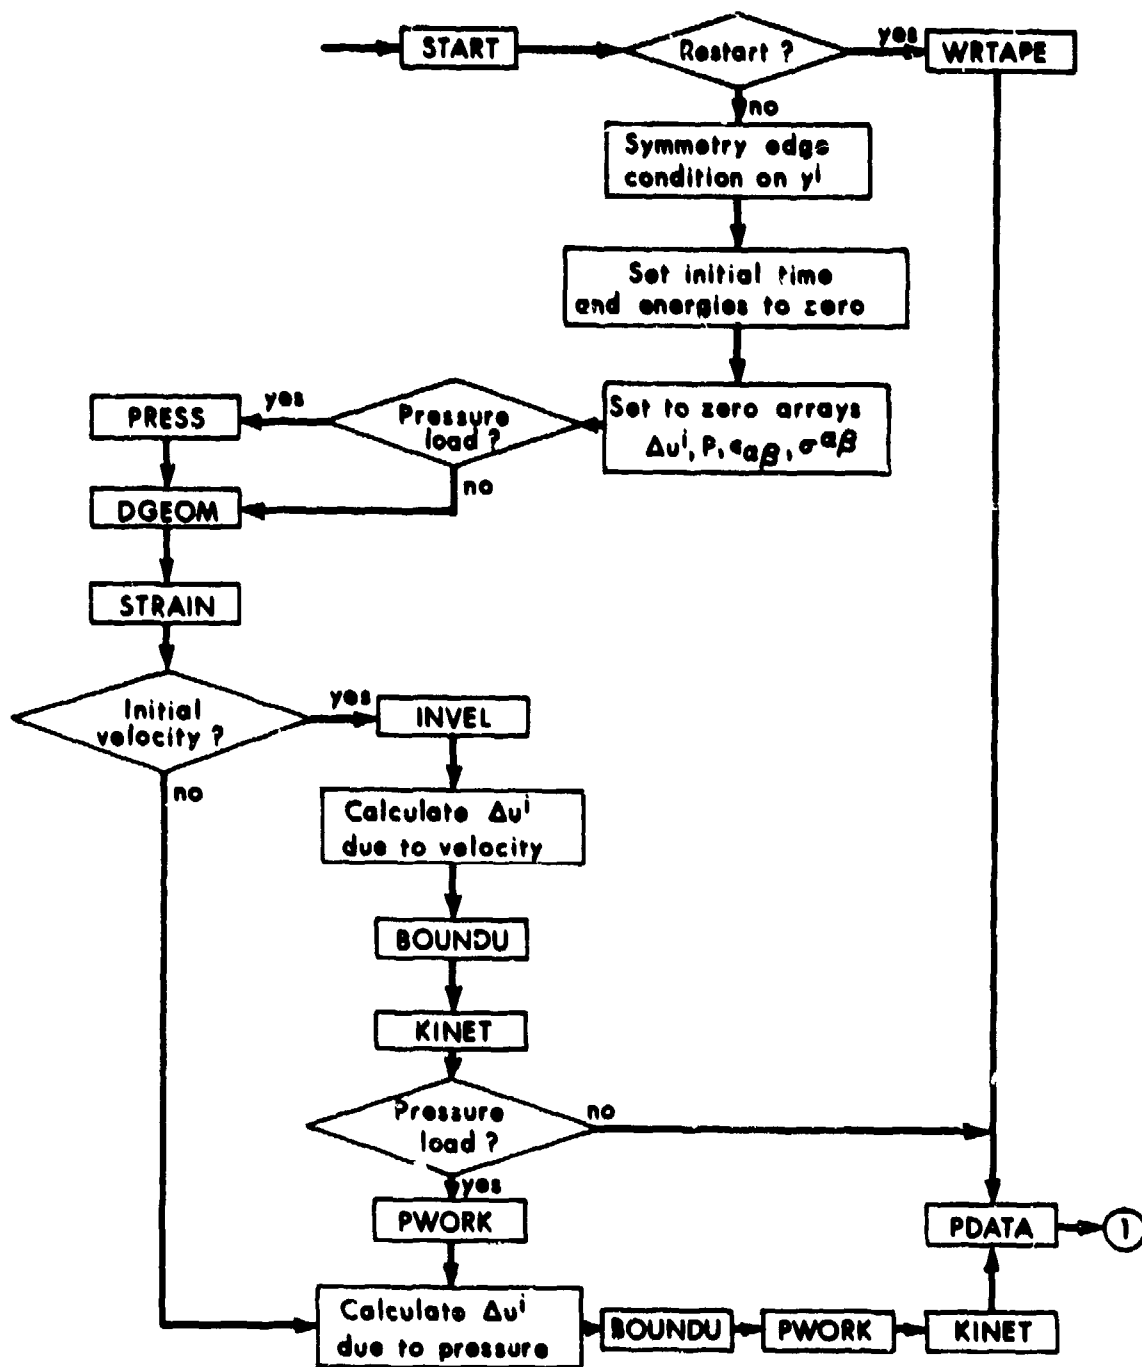 START
Restart ?
yes
WRTAPE
no
Symmetry edge
condition on yⁱ
Set initial time
and energies to zero
Set to zero arrays
Δuⁱ, P, ϵαβ, σ^αβ
Pressure
load ?
yes
PRESS
no
DGEOM
STRAIN
Initial
velocity ?
yes
INVEL
no
Calculate Δuⁱ
due to velocity
BOUNDU
KINET
Pressure
load ?
no
yes
PWORK
PDATA
1
Calculate Δuⁱ
due to pressure
BOUNDU
PWORK
KINET